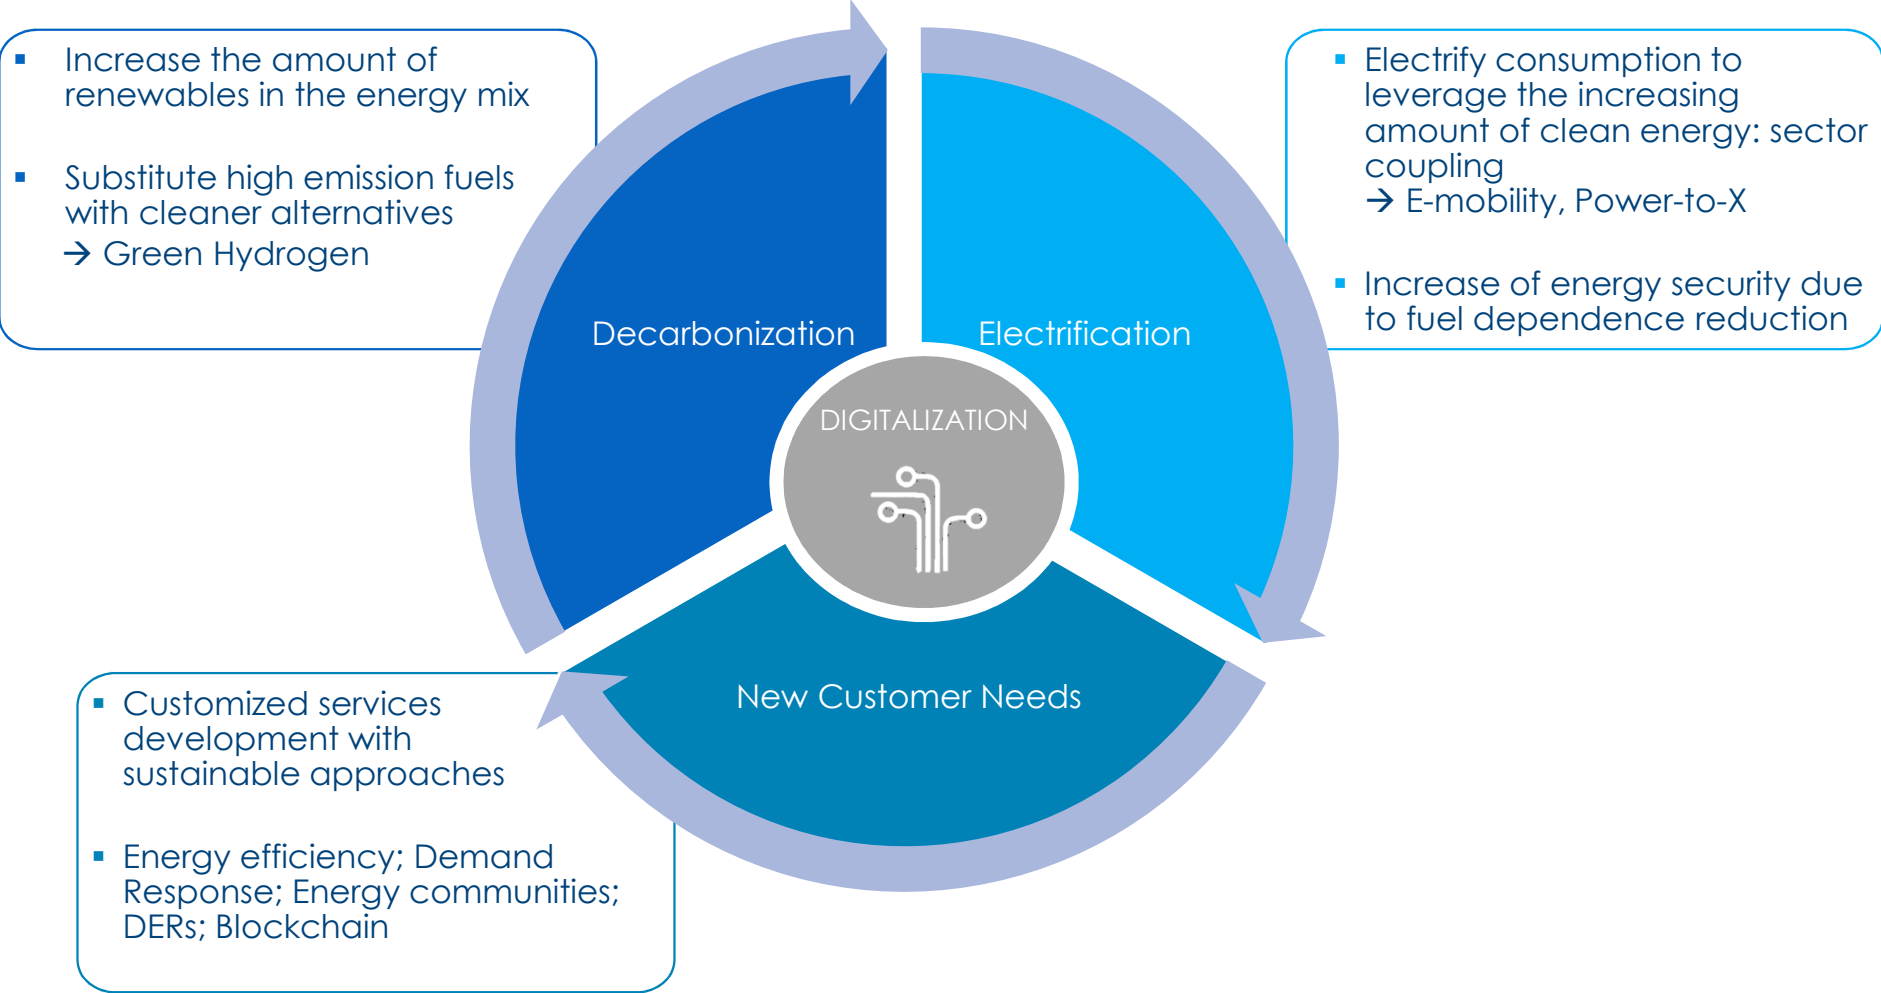 ▪ Increase the amount of
renewables in the energy mix
▪ Substitute high emission fuels
with cleaner alternatives
→ Green Hydrogen
▪ Electrify consumption to
leverage the increasing
amount of clean energy: sector
coupling
→ E-mobility, Power-to-X
▪ Increase of energy security due
to fuel dependence reduction
Decarbonization
Electrification
DIGITALIZATION
New Customer Needs
▪ Customized services
development with
sustainable approaches
▪ Energy efficiency; Demand
Response; Energy communities;
DERs; Blockchain